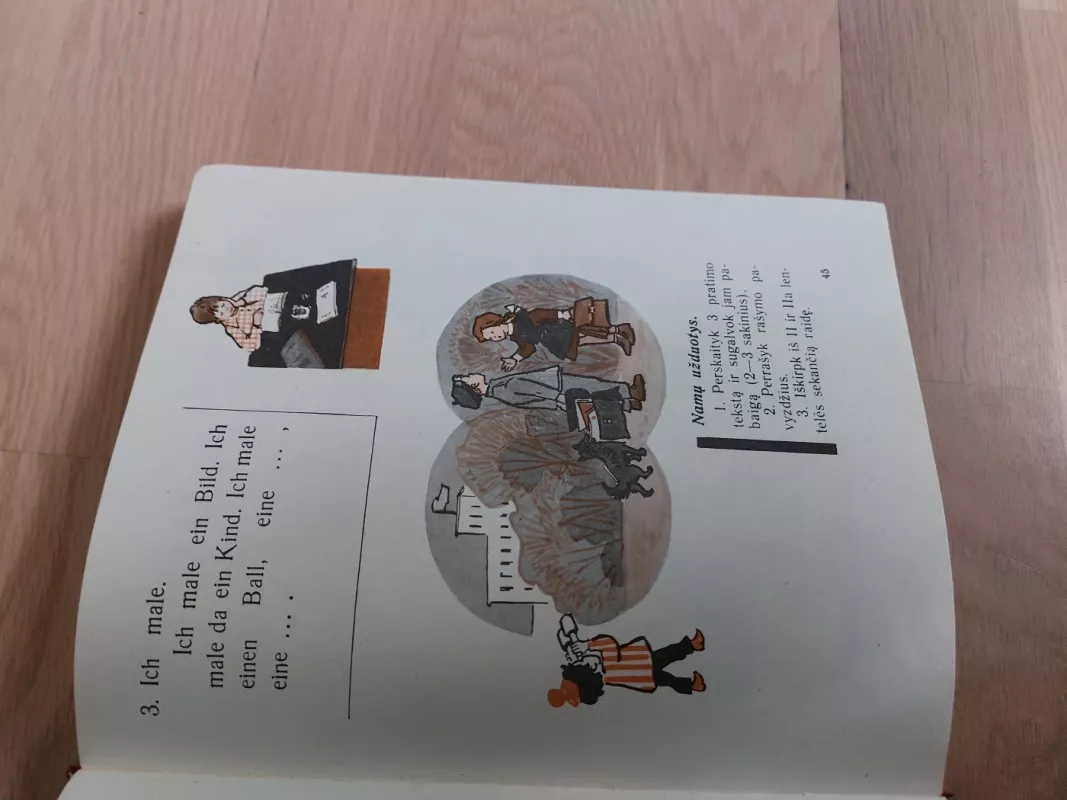 3. Ich male.
Ich male ein Bild. Ich
male da ein Kind. Ich male
einen Ball, eine ... ,
eine ... .
Namų užduotys.
1. Perskaityk 3 pratimo
tekstą ir sugalvok jam pa-
baigą (2—3 sakinius).
2. Perrašyk rašymo pa-
vyzdžius.
3. Iškirpk iš II ir IIa len-
telės sekančią raidę.
45